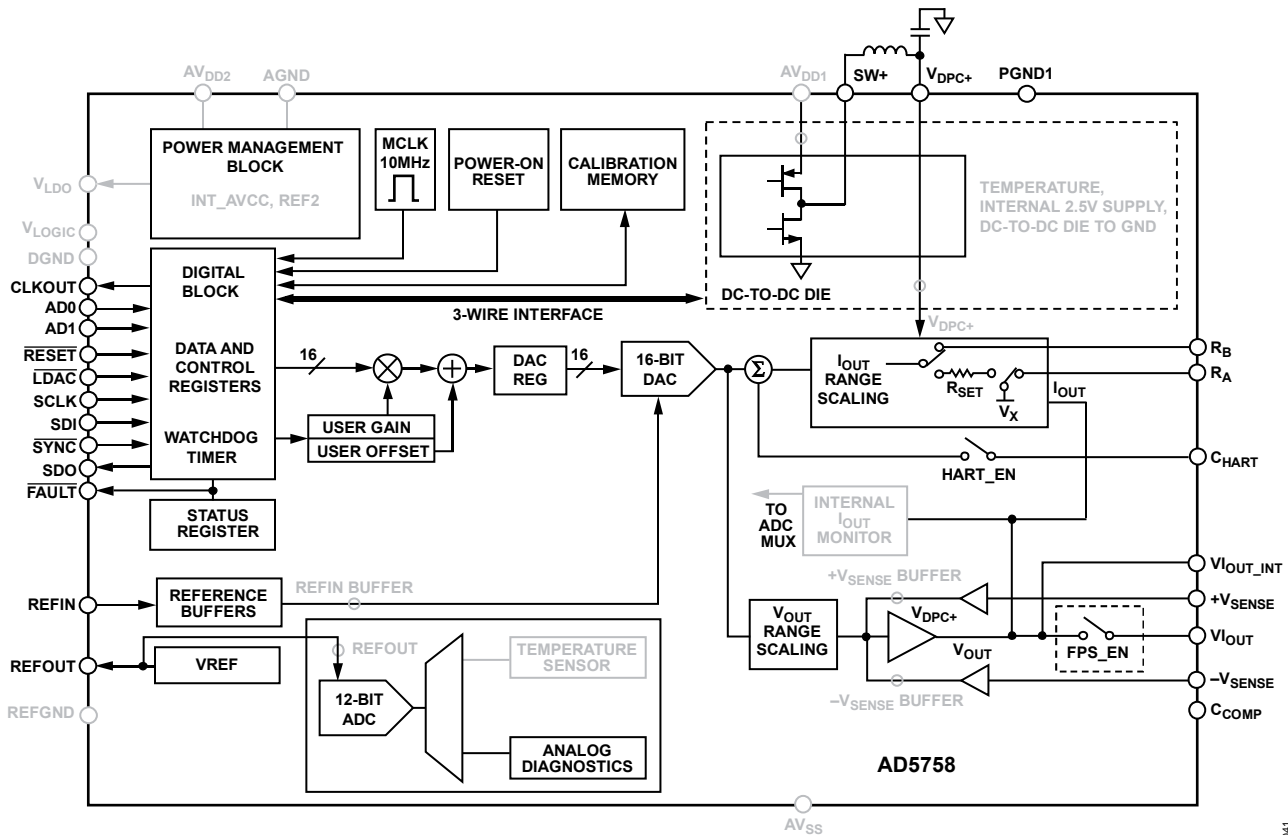 AVDD2
AGND
AVDD1
SW+
VDPC+
PGND1
POWER MANAGEMENT
BLOCK
INT_AVCC, REF2
MCLK
10MHz
POWER-ON
RESET
CALIBRATION
MEMORY
TEMPERATURE,
INTERNAL 2.5V SUPPLY,
DC-TO-DC DIE TO GND
DC-TO-DC DIE
VLDO
VLOGIC
DGND
CLKOUT
AD0
AD1
RESET
LDAC
SCLK
SDI
SYNC
SDO
FAULT
DIGITAL
BLOCK
DATA AND
CONTROL
REGISTERS
WATCHDOG
TIMER
3-WIRE INTERFACE
STATUS
REGISTER
16
USER GAIN
USER OFFSET
DAC
REG
16
16-BIT
DAC
Σ
VDPC+
IOUT
RANGE
SCALING
RSET
VX
IOUT
RB
RA
HART_EN
CHART
TO
ADC
MUX
INTERNAL
IOUT
MONITOR
REFIN
REFERENCE
BUFFERS
REFIN BUFFER
REFOUT
VREF
REFGND
REFOUT
12-BIT
ADC
TEMPERATURE
SENSOR
ANALOG
DIAGNOSTICS
VOUT
RANGE
SCALING
+VSENSE BUFFER
VDPC+
VOUT
−VSENSE BUFFER
FPS_EN
VIOUT_INT
+VSENSE
VIOUT
−VSENSE
CCOMP
AD5758
AVSS